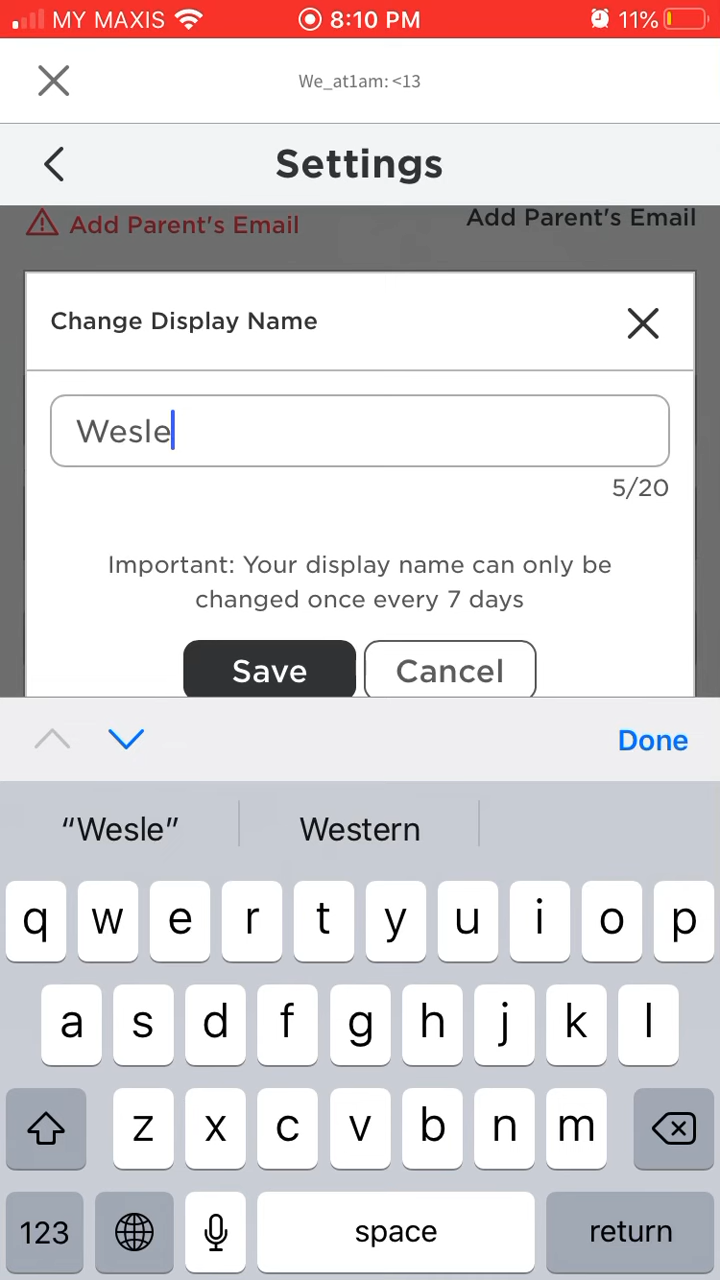 MY MAXIS 8:10 PM 11%
We_at1am: <13
Settings
Add Parent's Email Add Parent's Email
Change Display Name
Wesle
5/20
Important: Your display name can only be
changed once every 7 days
Save Cancel
Done
“Wesle” Western
q w e r t y u i o p
a s d f g h j k l
z x c v b n m
123 space return